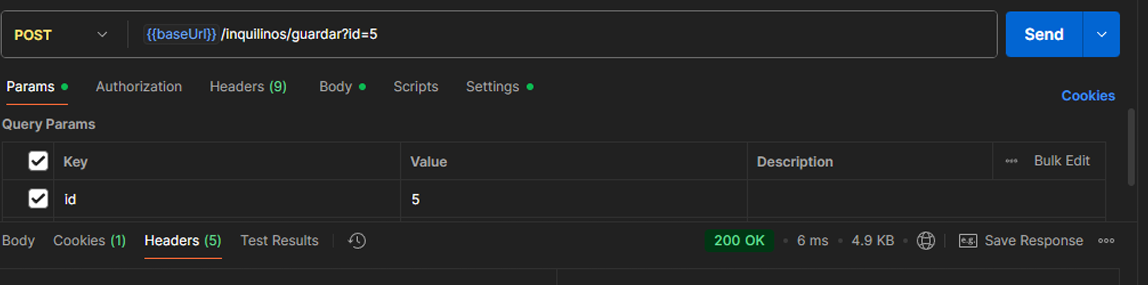 POST {{baseUrl}}/inquilinos/guardar?id=5 Send
Params Authorization Headers (9) Body Scripts Settings
Cookies
Query Params
Key Value Description Bulk Edit
id 5
Body Cookies (1) Headers (5) Test Results 200 OK 6 ms 4.9 KB e.g. Save Response